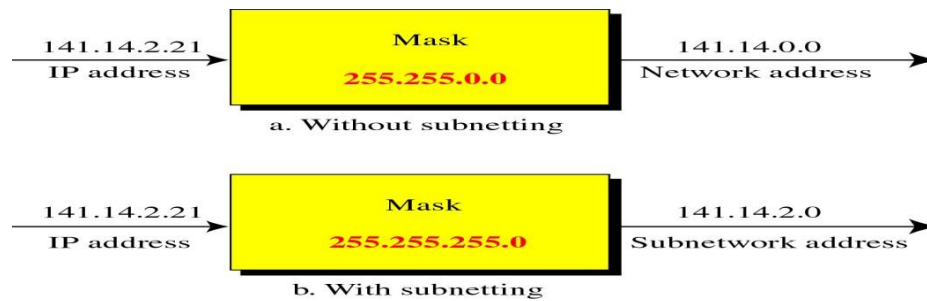 141.14.2.21
IP address
Mask
255.255.0.0
141.14.0.0
Network address
a. Without subnetting
141.14.2.21
IP address
Mask
255.255.255.0
141.14.2.0
Subnetwork address
b. With subnetting